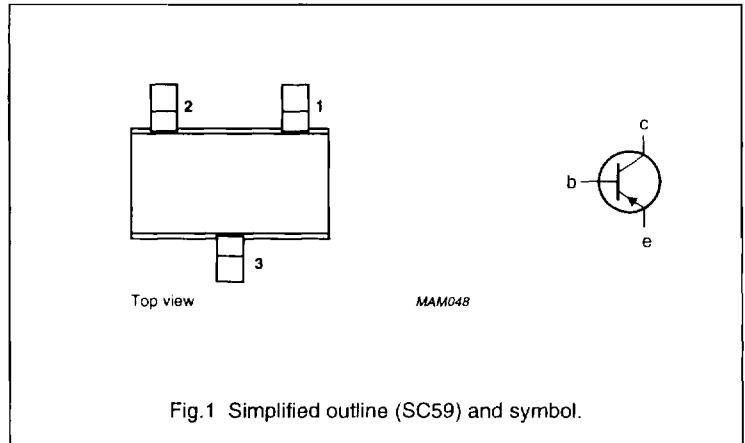 2
1
c
b
e
3
Top view
MAM048
Fig.1 Simplified outline (SC59) and symbol.